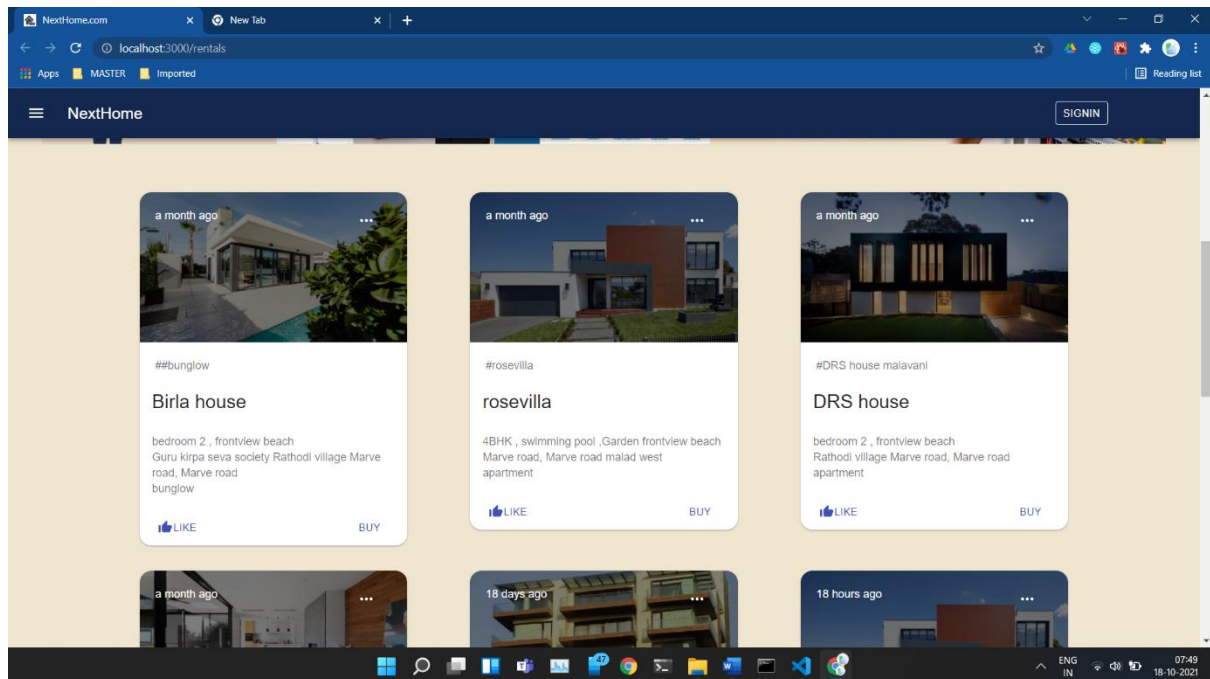 NextHome.com
New Tab
localhost:3000/rentals
Apps
MASTER
Imported
Reading list
NextHome
SIGNIN
a month ago
a month ago
a month ago
##bunglow
#rosevilla
#DRS house malavani
Birla house
rosevilla
DRS house
bedroom 2 , frontview beach
Guru kirpa seva society Rathodi village Marve
road, Marve road
bunglow
4BHK , swimming pool ,Garden frontview beach
Marve road, Marve road malad west
apartment
bedroom 2 , frontview beach
Rathodi village Marve road, Marve road
apartment
LIKE
BUY
LIKE
BUY
LIKE
BUY
a month ago
18 days ago
18 hours ago
47
ENG
IN
07:49
18-10-2021